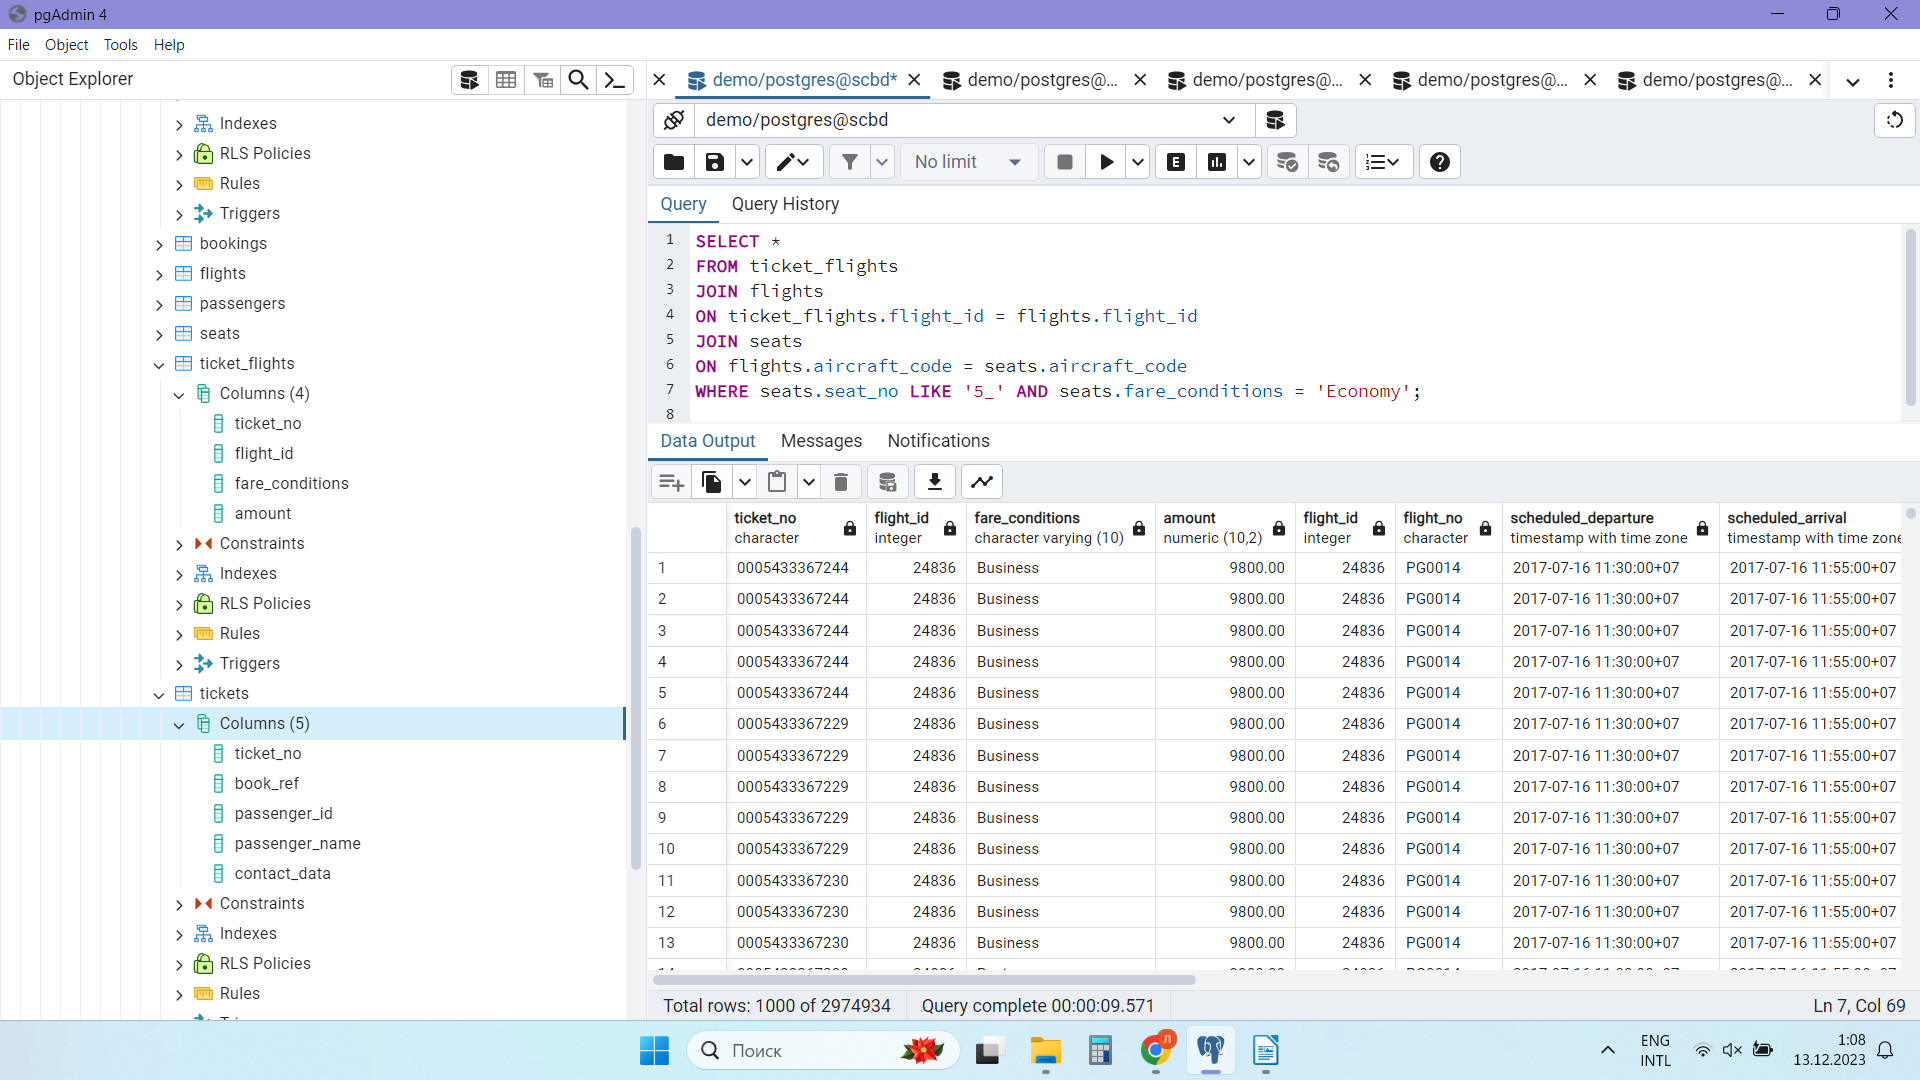 pgAdmin 4
File Object Tools Help
Object Explorer
Indexes
RLS Policies
Rules
Triggers
bookings
flights
passengers
seats
ticket_flights
Columns (4)
ticket_no
flight_id
fare_conditions
amount
Constraints
Indexes
RLS Policies
Rules
Triggers
tickets
Columns (5)
ticket_no
book_ref
passenger_id
passenger_name
contact_data
Constraints
Indexes
RLS Policies
Rules
demo/postgres@scbd* demo/postgres@... demo/postgres@... demo/postgres@... demo/postgres@...
demo/postgres@scbd
No limit E
Query Query History
1 SELECT *
2 FROM ticket_flights
3 JOIN flights
4 ON ticket_flights.flight_id = flights.flight_id
5 JOIN seats
6 ON flights.aircraft_code = seats.aircraft_code
7 WHERE seats.seat_no LIKE '5_' AND seats.fare_conditions = 'Economy';
8
Data Output Messages Notifications
ticket_no flight_id fare_conditions amount flight_id flight_no scheduled_departure scheduled_arrival
character integer character varying (10) numeric (10,2) integer character timestamp with time zone timestamp with time zone
1 0005433367244 24836 Business 9800.00 24836 PG0014 2017-07-16 11:30:00+07 2017-07-16 11:55:00+07
2 0005433367244 24836 Business 9800.00 24836 PG0014 2017-07-16 11:30:00+07 2017-07-16 11:55:00+07
3 0005433367244 24836 Business 9800.00 24836 PG0014 2017-07-16 11:30:00+07 2017-07-16 11:55:00+07
4 0005433367244 24836 Business 9800.00 24836 PG0014 2017-07-16 11:30:00+07 2017-07-16 11:55:00+07
5 0005433367244 24836 Business 9800.00 24836 PG0014 2017-07-16 11:30:00+07 2017-07-16 11:55:00+07
6 0005433367229 24836 Business 9800.00 24836 PG0014 2017-07-16 11:30:00+07 2017-07-16 11:55:00+07
7 0005433367229 24836 Business 9800.00 24836 PG0014 2017-07-16 11:30:00+07 2017-07-16 11:55:00+07
8 0005433367229 24836 Business 9800.00 24836 PG0014 2017-07-16 11:30:00+07 2017-07-16 11:55:00+07
9 0005433367229 24836 Business 9800.00 24836 PG0014 2017-07-16 11:30:00+07 2017-07-16 11:55:00+07
10 0005433367229 24836 Business 9800.00 24836 PG0014 2017-07-16 11:30:00+07 2017-07-16 11:55:00+07
11 0005433367230 24836 Business 9800.00 24836 PG0014 2017-07-16 11:30:00+07 2017-07-16 11:55:00+07
12 0005433367230 24836 Business 9800.00 24836 PG0014 2017-07-16 11:30:00+07 2017-07-16 11:55:00+07
13 0005433367230 24836 Business 9800.00 24836 PG0014 2017-07-16 11:30:00+07 2017-07-16 11:55:00+07
Total rows: 1000 of 2974934 Query complete 00:00:09.571 Ln 7, Col 69
Поиск
Л
ENG
INTL
1:08
13.12.2023